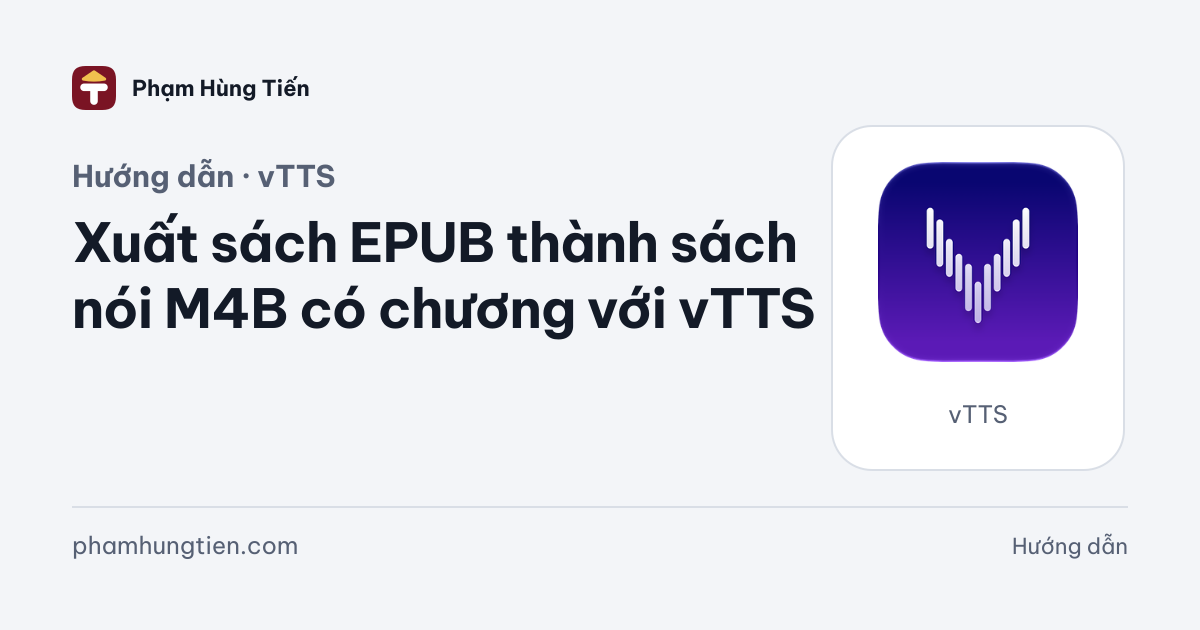 Phạm Hùng Tiến
Hướng dẫn · vTTS
Xuất sách EPUB thành sách
nói M4B có chương với vTTS
vTTS
phamhungtien.com
Hướng dẫn